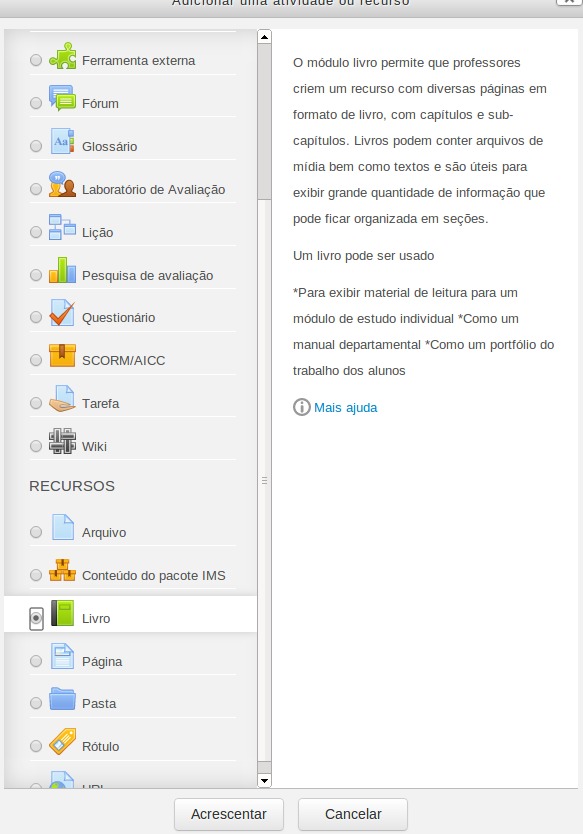 Adicionar uma atividade ou recurso
Ferramenta externa
Fórum
Glossário
Laboratório de Avaliação
Lição
Pesquisa de avaliação
Questionário
SCORM/AICC
Tarefa
Wiki
RECURSOS
Arquivo
Conteúdo do pacote IMS
Livro
Página
Pasta
Rótulo
URL
O módulo livro permite que professores
criem um recurso com diversas páginas em
formato de livro, com capítulos e sub-
capítulos. Livros podem conter arquivos de
mídia bem como textos e são úteis para
exibir grande quantidade de informação que
pode ficar organizada em seções.
Um livro pode ser usado
*Para exibir material de leitura para um
módulo de estudo individual *Como um
manual departamental *Como um portfólio do
trabalho dos alunos
Mais ajuda
Acrescentar
Cancelar